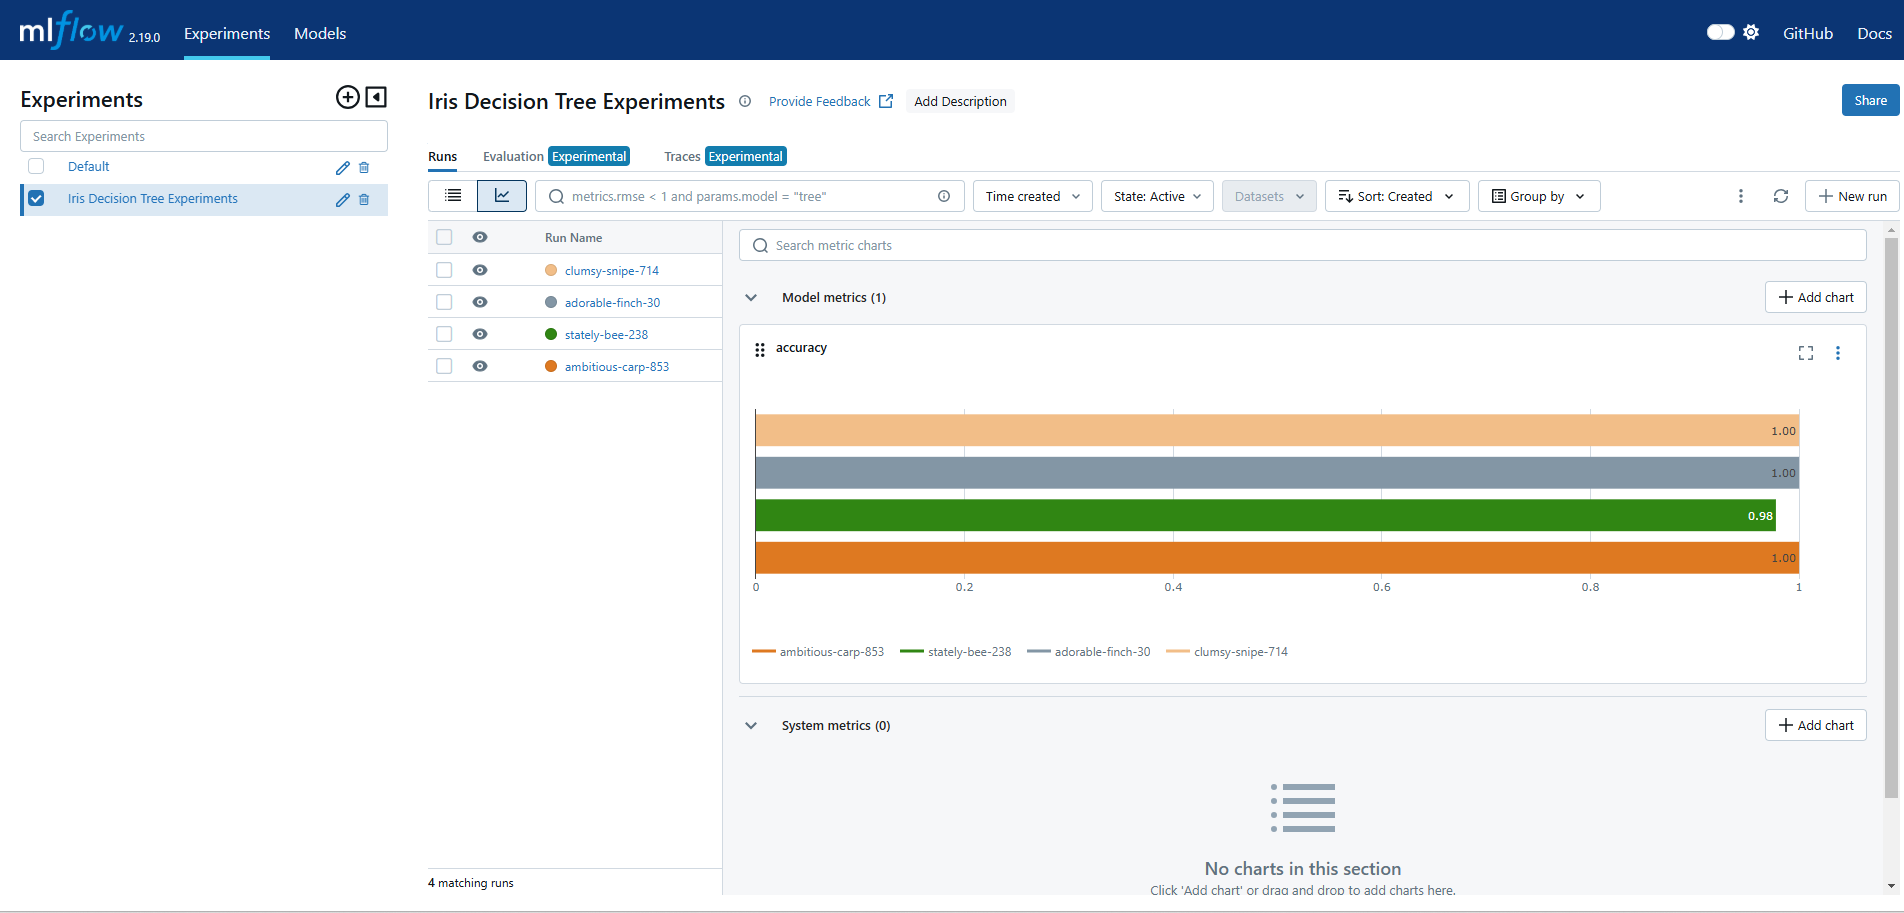 mlflow 2.19.0 Experiments Models GitHub Docs
Experiments
Search Experiments
Default
Iris Decision Tree Experiments
Iris Decision Tree Experiments Provide Feedback Add Description Share
Runs Evaluation Experimental Traces Experimental
metrics.rmse < 1 and params.model = "tree" Time created State: Active Datasets Sort: Created Group by New run
Run Name
clumsy-snipe-714
adorable-finch-30
stately-bee-238
ambitious-carp-853
4 matching runs
Search metric charts
Model metrics (1) Add chart
accuracy
1.00
1.00
0.98
1.00
0 0.2 0.4 0.6 0.8 1
ambitious-carp-853 stately-bee-238 adorable-finch-30 clumsy-snipe-714
System metrics (0) Add chart
No charts in this section
Click 'Add chart' or drag and drop to add charts here.